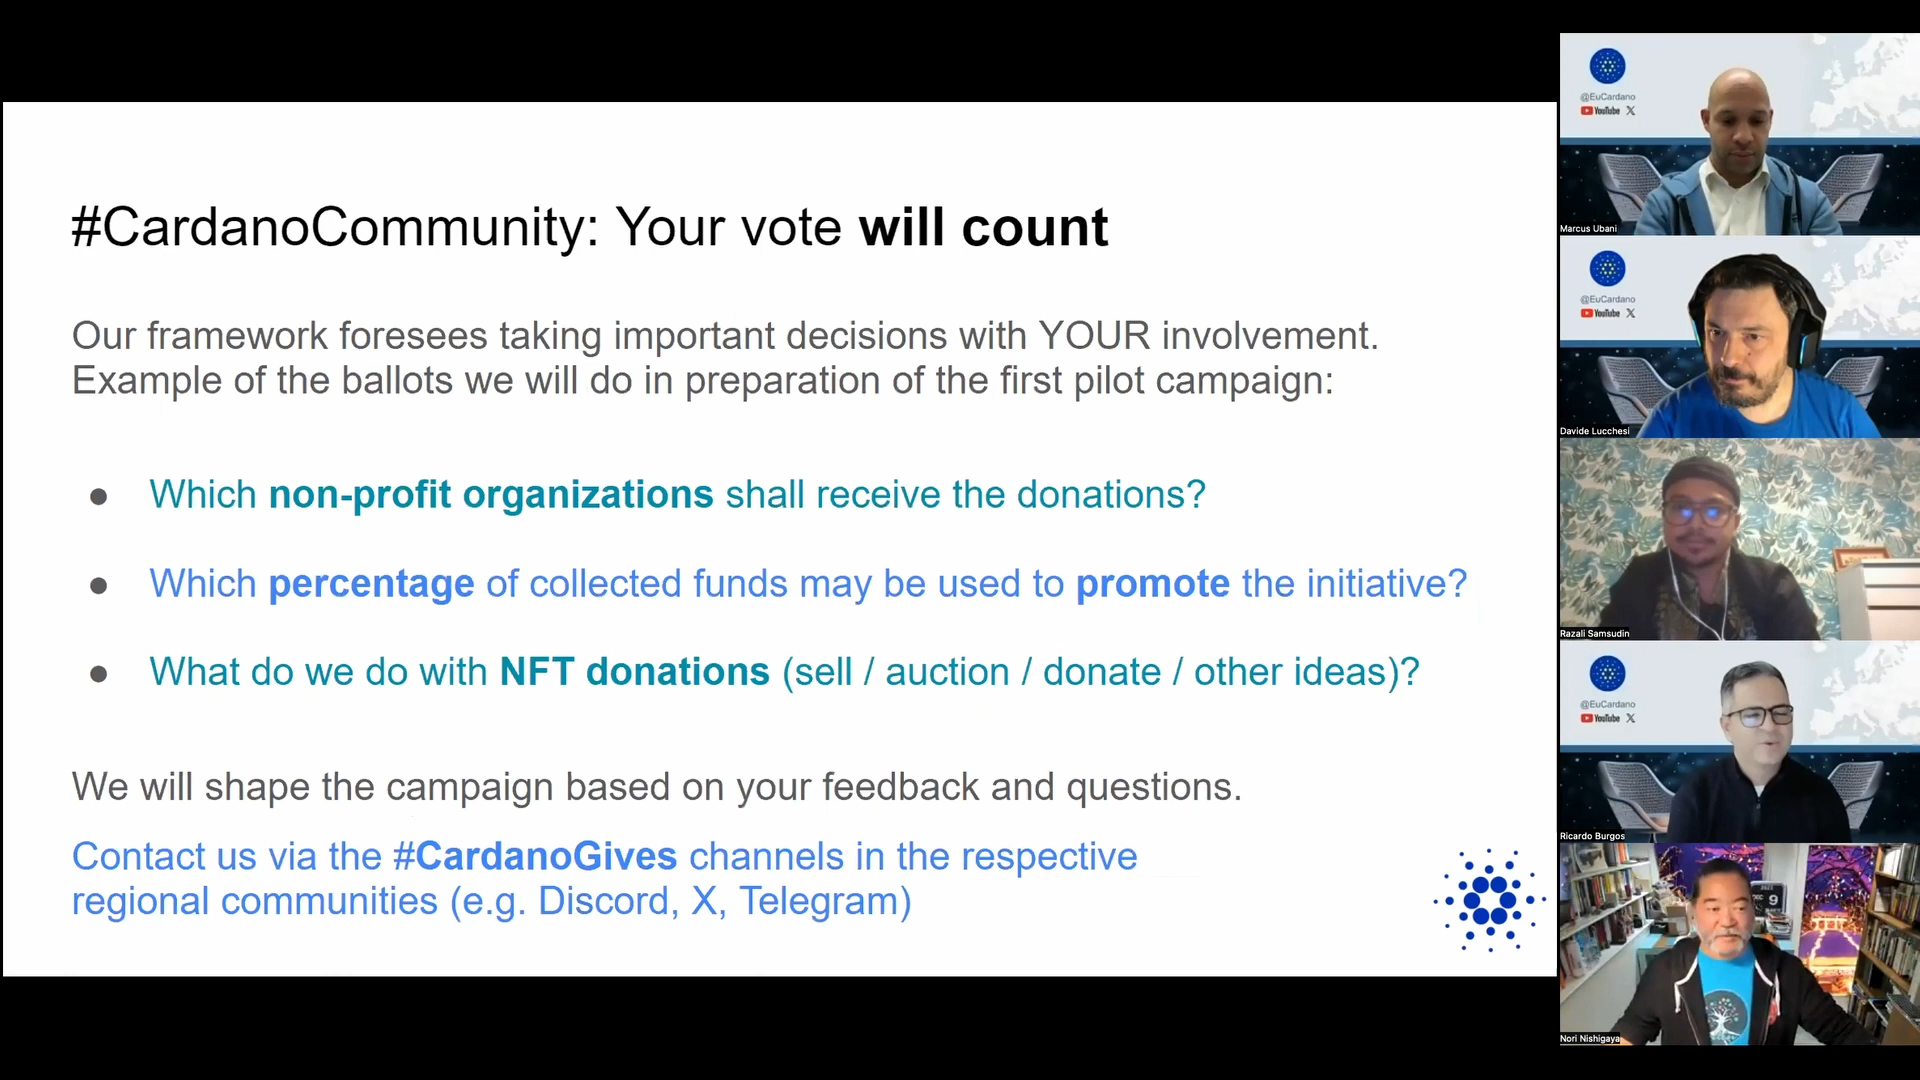 #CardanoCommunity: Your vote will count
Our framework foresees taking important decisions with YOUR involvement.
Example of the ballots we will do in preparation of the first pilot campaign:
● Which non-profit organizations shall receive the donations?
● Which percentage of collected funds may be used to promote the initiative?
● What do we do with NFT donations (sell / auction / donate / other ideas)?
We will shape the campaign based on your feedback and questions.
Contact us via the #CardanoGives channels in the respective
regional communities (e.g. Discord, X, Telegram)
@EuCardano
YouTube X
Marcus Ubani
@EuCardano
YouTube X
Davide Lucchesi
Razali Samsudin
@EuCardano
YouTube X
Ricardo Burgos
DEC 9
Nori Nishigaya